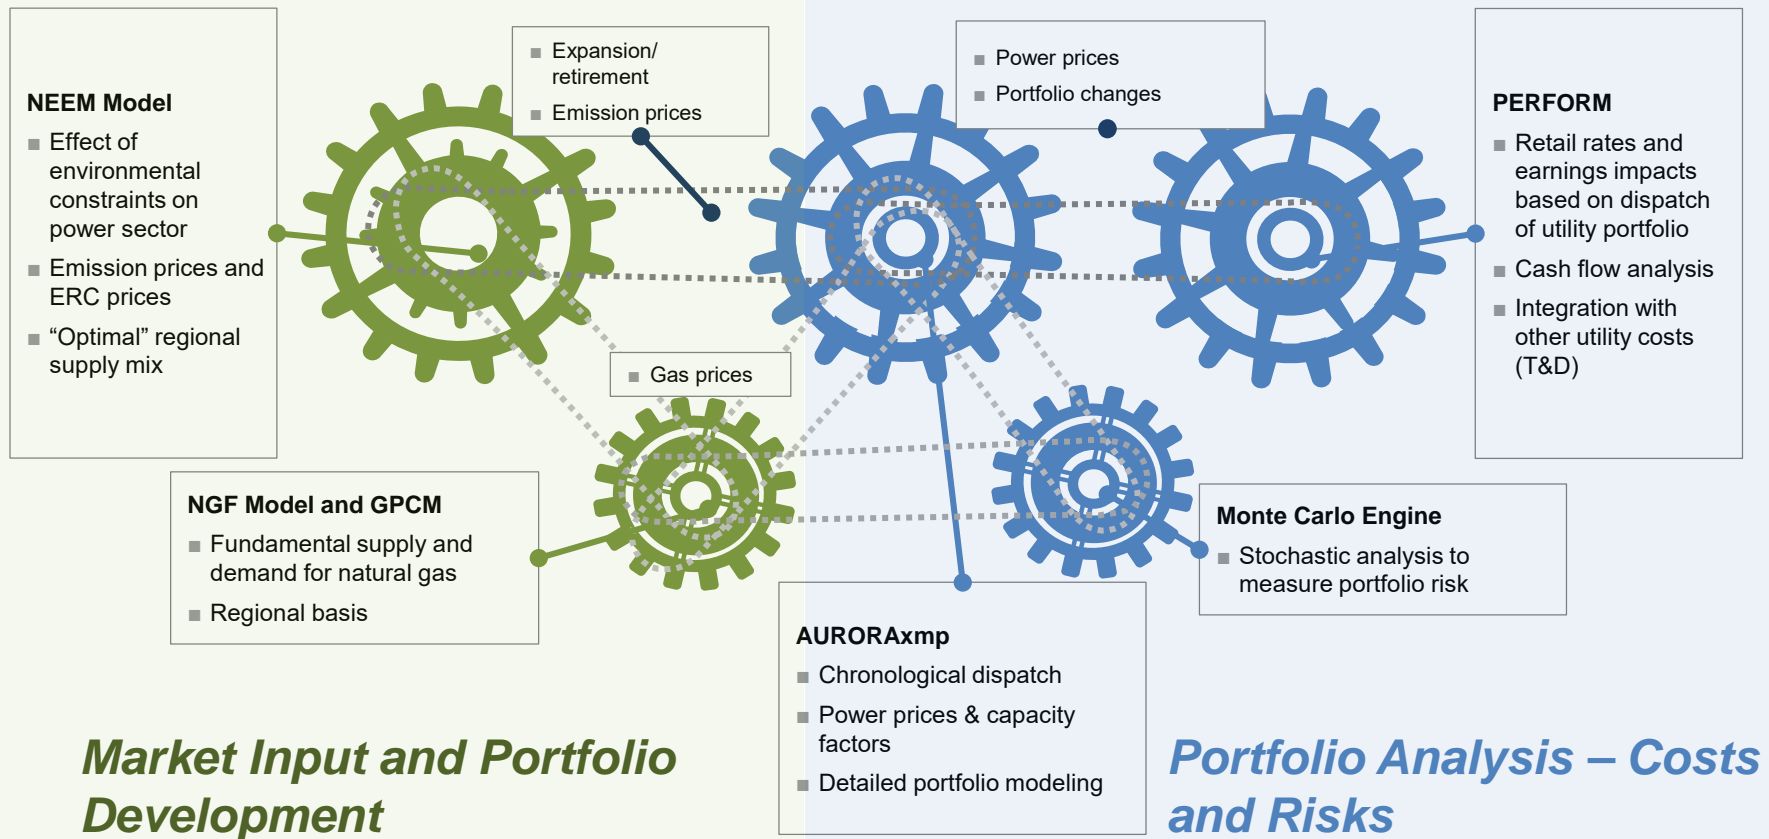 NEEM Model
Effect of
environmental
constraints on
power sector
Emission prices and
ERC prices
“Optimal” regional
supply mix
Expansion/
retirement
Emission prices
Power prices
Portfolio changes
PERFORM
Retail rates and
earnings impacts
based on dispatch
of utility portfolio
Cash flow analysis
Integration with
other utility costs
(T&D)
Gas prices
NGF Model and GPCM
Fundamental supply and
demand for natural gas
Regional basis
Monte Carlo Engine
Stochastic analysis to
measure portfolio risk
AURORAxmp
Chronological dispatch
Power prices & capacity
factors
Detailed portfolio modeling
Market Input and Portfolio
Development
Portfolio Analysis – Costs
and Risks